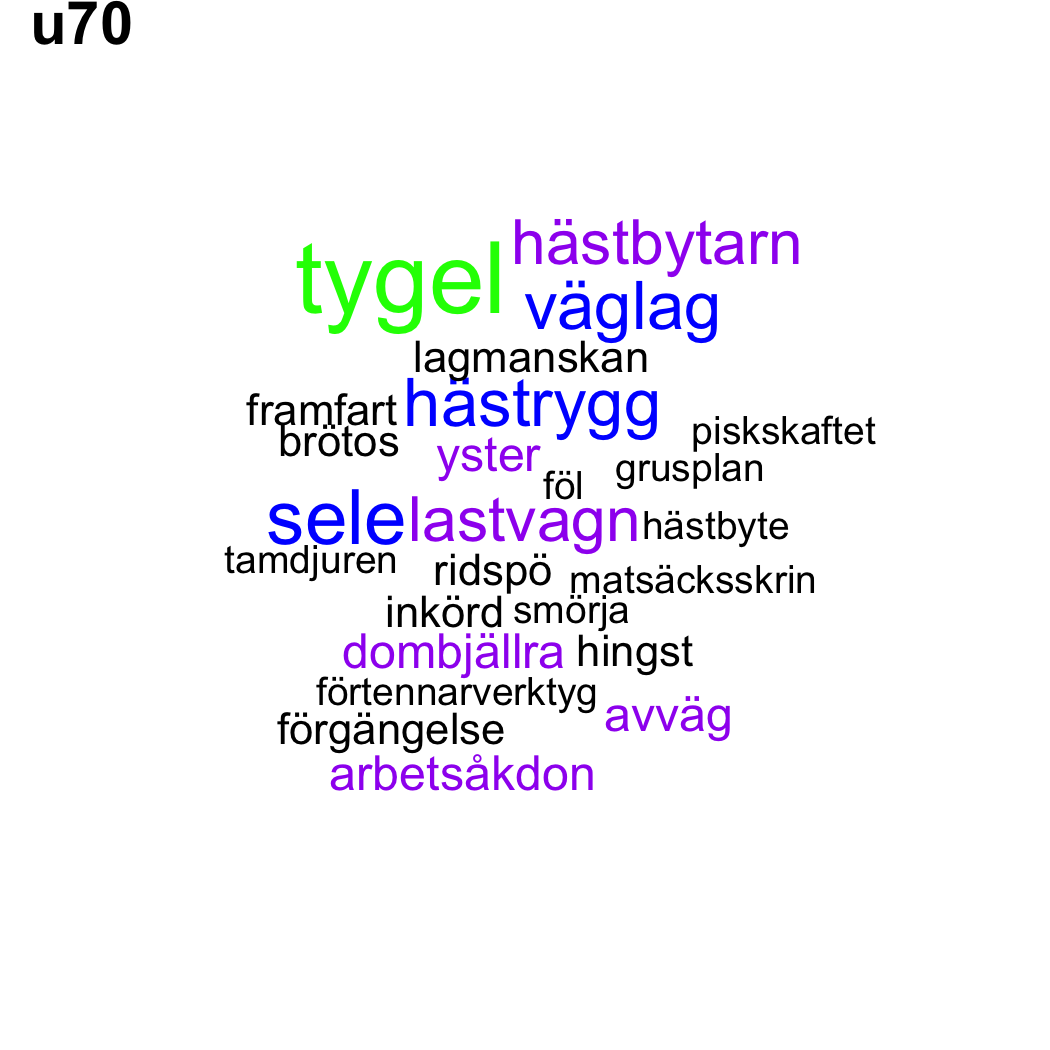 u70
tygel hästbytarn
väglag
lagmanskan
framfart hästrygg
brötos yster piskskaftet
föl grusplan
sele lastvagn hästbyte
tamdjuren ridspö matsäcksskrin
inkörd smörja
dombjällra hingst
förtennarverktyg
förgängelse avväg
arbetsåkdon